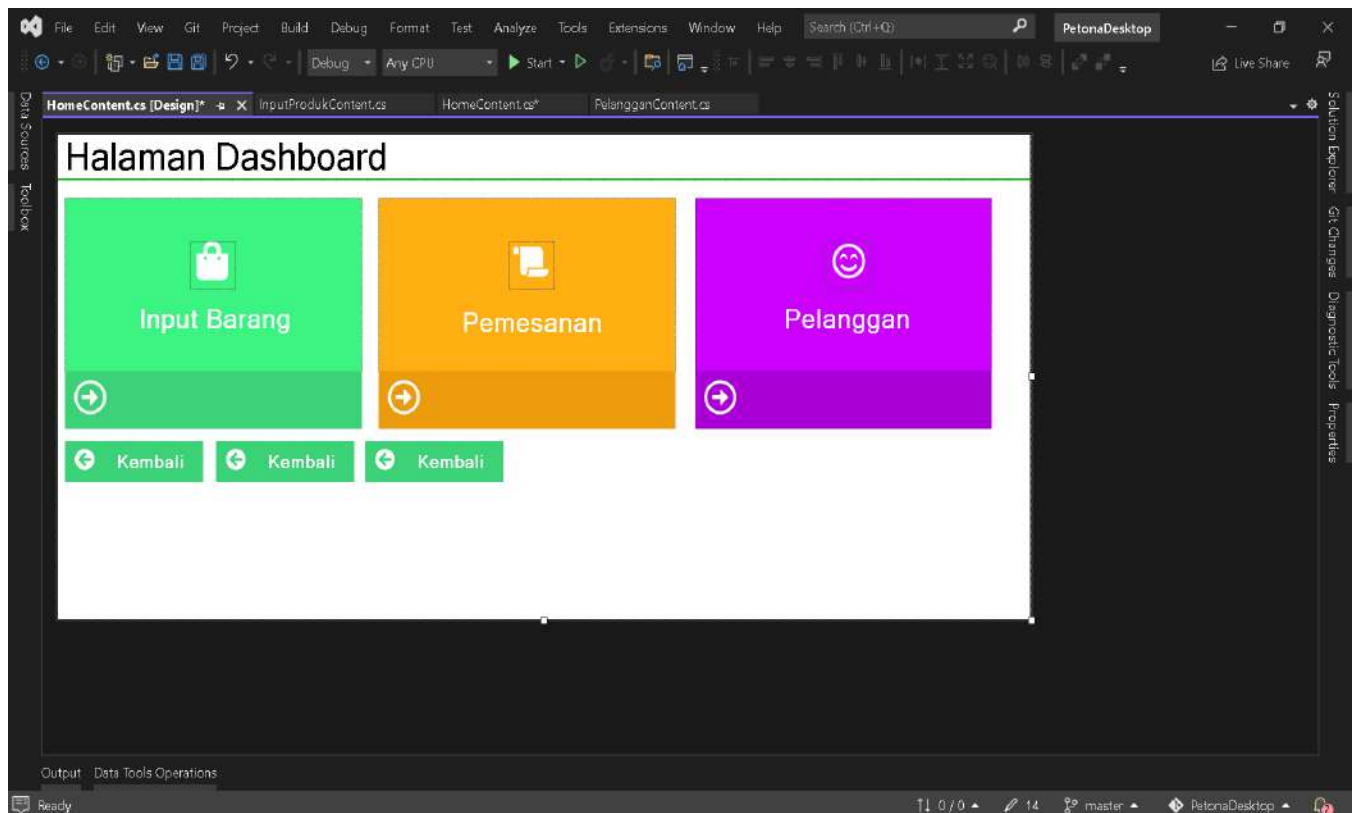 File Edit View Git Project Build Debug Format Test Analyze Tools Extensions Window Help Search (Ctrl+Q) PetonaDesktop
Debug Any CPU Start Live Share
HomeContent.cs [Design]* InputProdukContent.cs HomeContent.cs* PelangganContent.cs
Data Sources
Toolbox
Halaman Dashboard
Input Barang
Pemesanan
Pelanggan
Kembali
Kembali
Kembali
Solution Explorer
Git Changes
Diagnostic Tools
Properties
Output Data Tools Operations
Ready 0 / 0 14 master PetonaDesktop 2